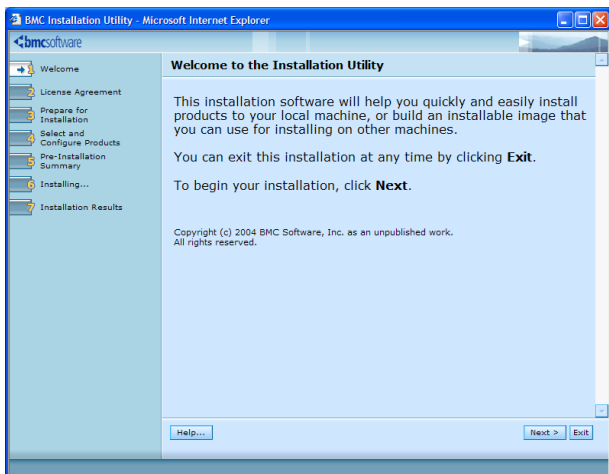 BMC Installation Utility - Microsoft Internet Explorer
bmcsoftware
1 Welcome
2 License Agreement
3 Prepare for
Installation
4 Select and
Configure Products
5 Pre-Installation
Summary
6 Installing...
7 Installation Results
Welcome to the Installation Utility
This installation software will help you quickly and easily install
products to your local machine, or build an installable image that
you can use for installing on other machines.
You can exit this installation at any time by clicking Exit.
To begin your installation, click Next.
Copyright (c) 2004 BMC Software, Inc. as an unpublished work.
All rights reserved.
Help... Next > Exit